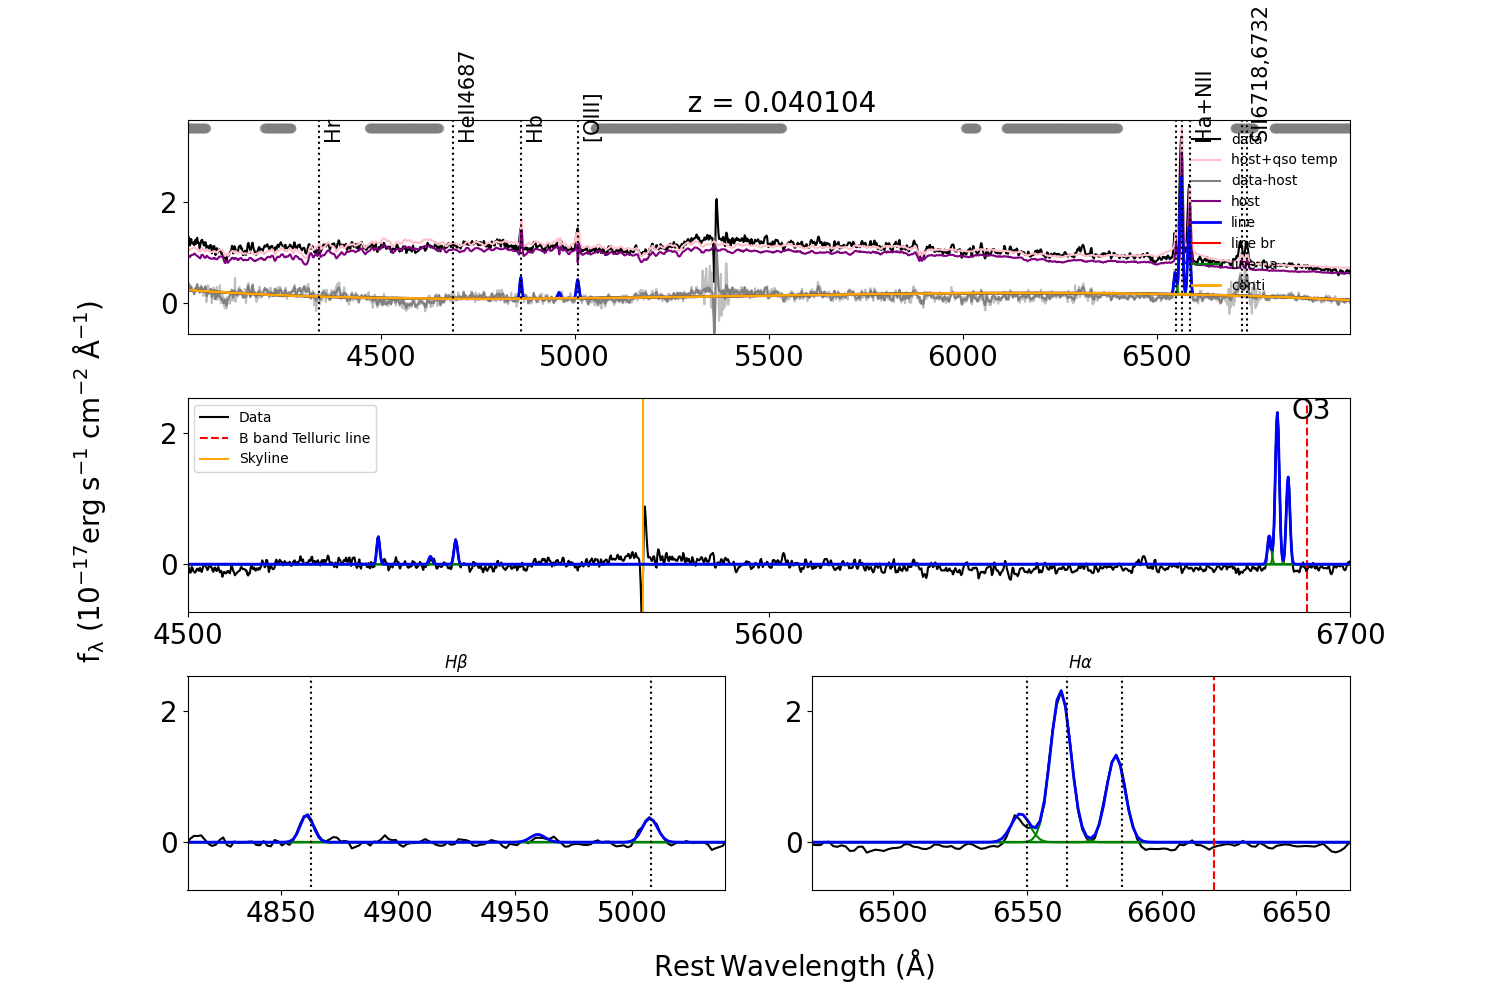 z = 0.040104
Hr
HeII4687
Hb
[OIII]
Ha+NII
SII6718,6732
data
host+qso temp
data-host
host
line
line br
line na
conti
2
0
4500
5000
5500
6000
6500
Data
B band Telluric line
Skyline
O3
2
0
4500
5600
6700
fλ (10⁻¹⁷erg s⁻¹ cm⁻² Å⁻¹)
Hβ
2
0
4850
4900
4950
5000
Hα
2
0
6500
6550
6600
6650
Rest Wavelength (Å)